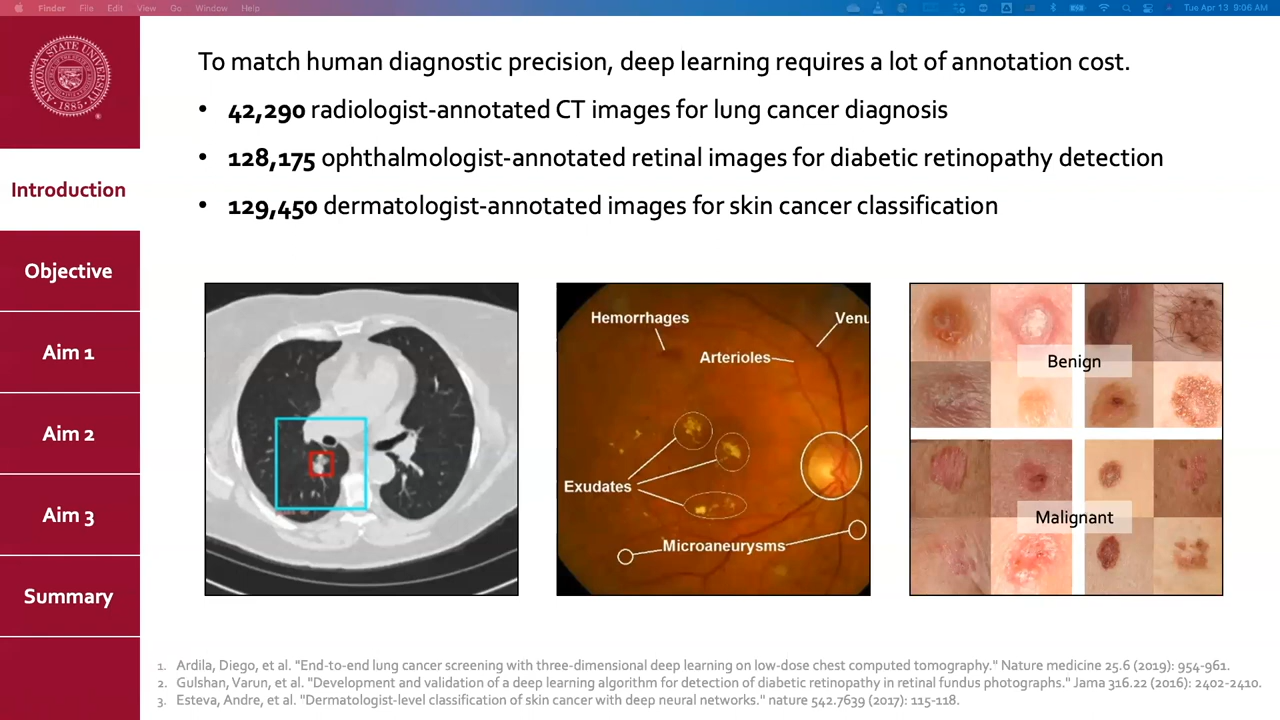 Finder File Edit View Go Window Help Tue Apr 13 9:06 AM
ARIZONA STATE UNIVERSITY
1885
Introduction
Objective
Aim 1
Aim 2
Aim 3
Summary
To match human diagnostic precision, deep learning requires a lot of annotation cost.
• 42,290 radiologist-annotated CT images for lung cancer diagnosis
• 128,175 ophthalmologist-annotated retinal images for diabetic retinopathy detection
• 129,450 dermatologist-annotated images for skin cancer classification
Hemorrhages
Venu
Arterioles
Exudates
Microaneurysms
Benign
Malignant
1. Ardila, Diego, et al. "End-to-end lung cancer screening with three-dimensional deep learning on low-dose chest computed tomography." Nature medicine 25.6 (2019): 954-961.
2. Gulshan, Varun, et al. "Development and validation of a deep learning algorithm for detection of diabetic retinopathy in retinal fundus photographs." Jama 316.22 (2016): 2402-2410.
3. Esteva, Andre, et al. "Dermatologist-level classification of skin cancer with deep neural networks." nature 542.7639 (2017): 115-118.